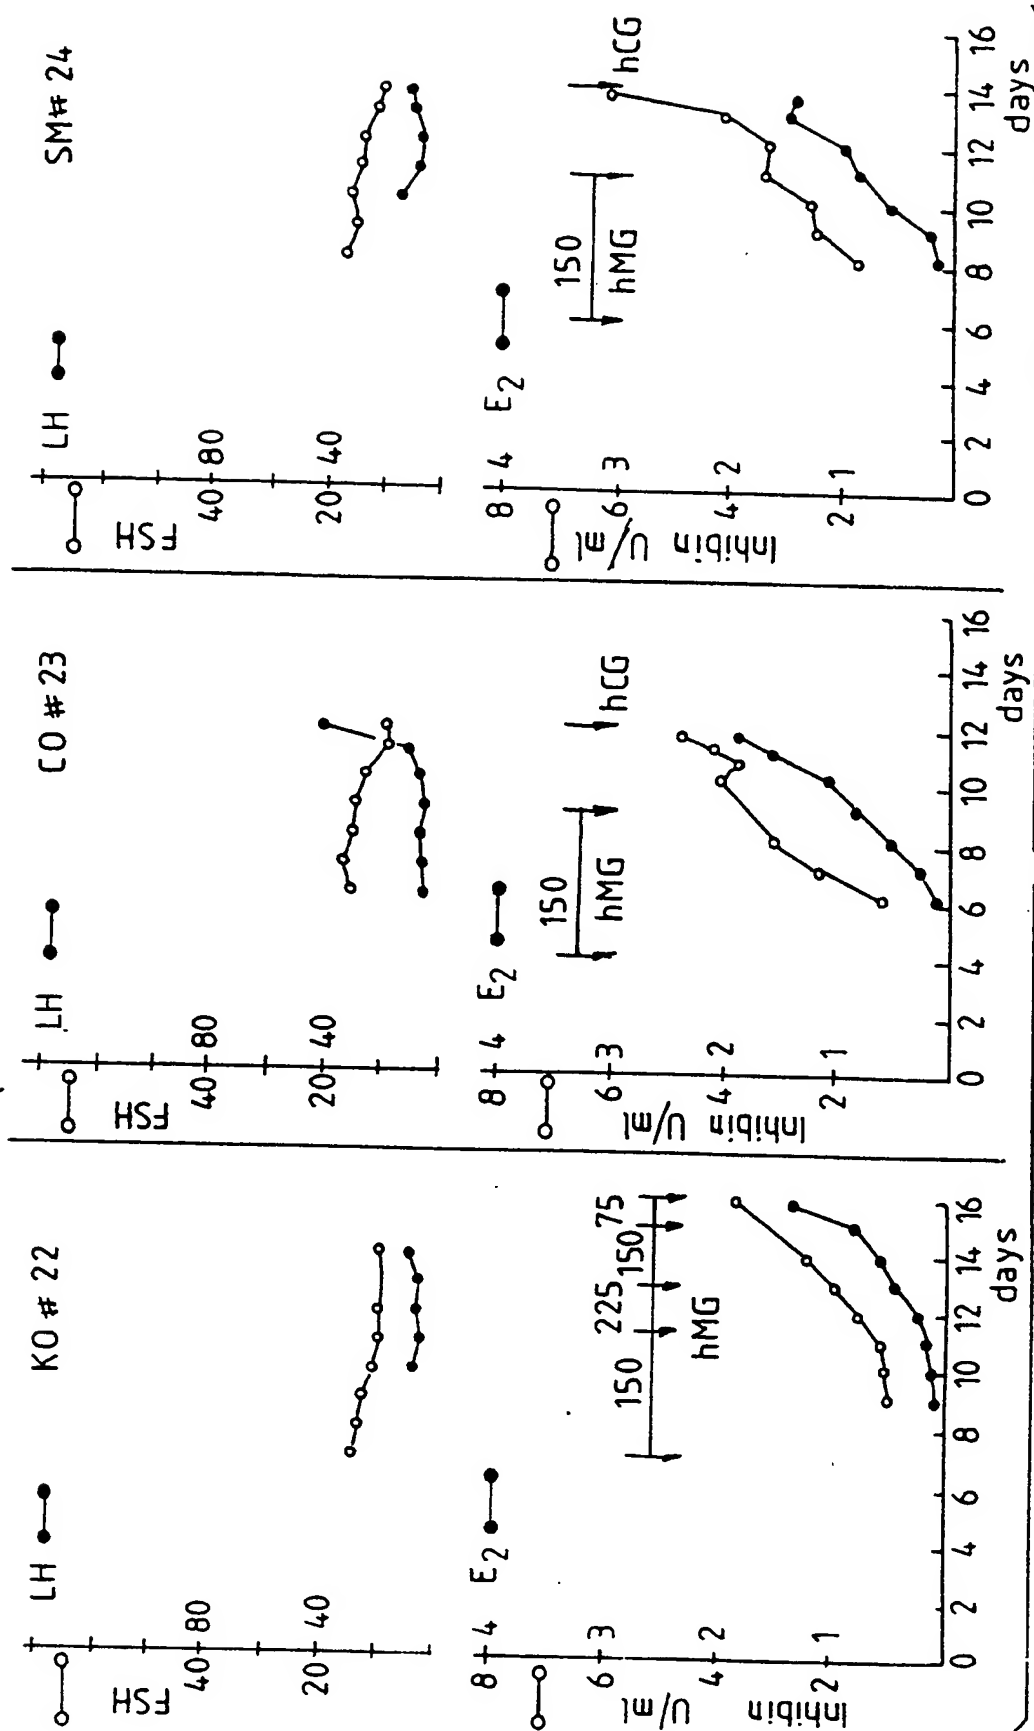 KO # 22
LH
FSH
40 80
20 40
E2
8 4
6 3
4 2
2 1
Inhibin
U/ml
150 225 150 75
hMG
0 2 4 6 8 10 12 14 16
days
CO # 23
LH
FSH
40 80
20 40
E2
8 4
6 3
4 2
2 1
Inhibin U/ml
150
hMG
hCG
0 2 4 6 8 10 12 14 16
days
SM # 24
LH
FSH
40 80
20 40
E2
8 4
6 3
4 2
2 1
Inhibin U/ml
150
hMG
hCG
0 2 4 6 8 10 12 14 16
days